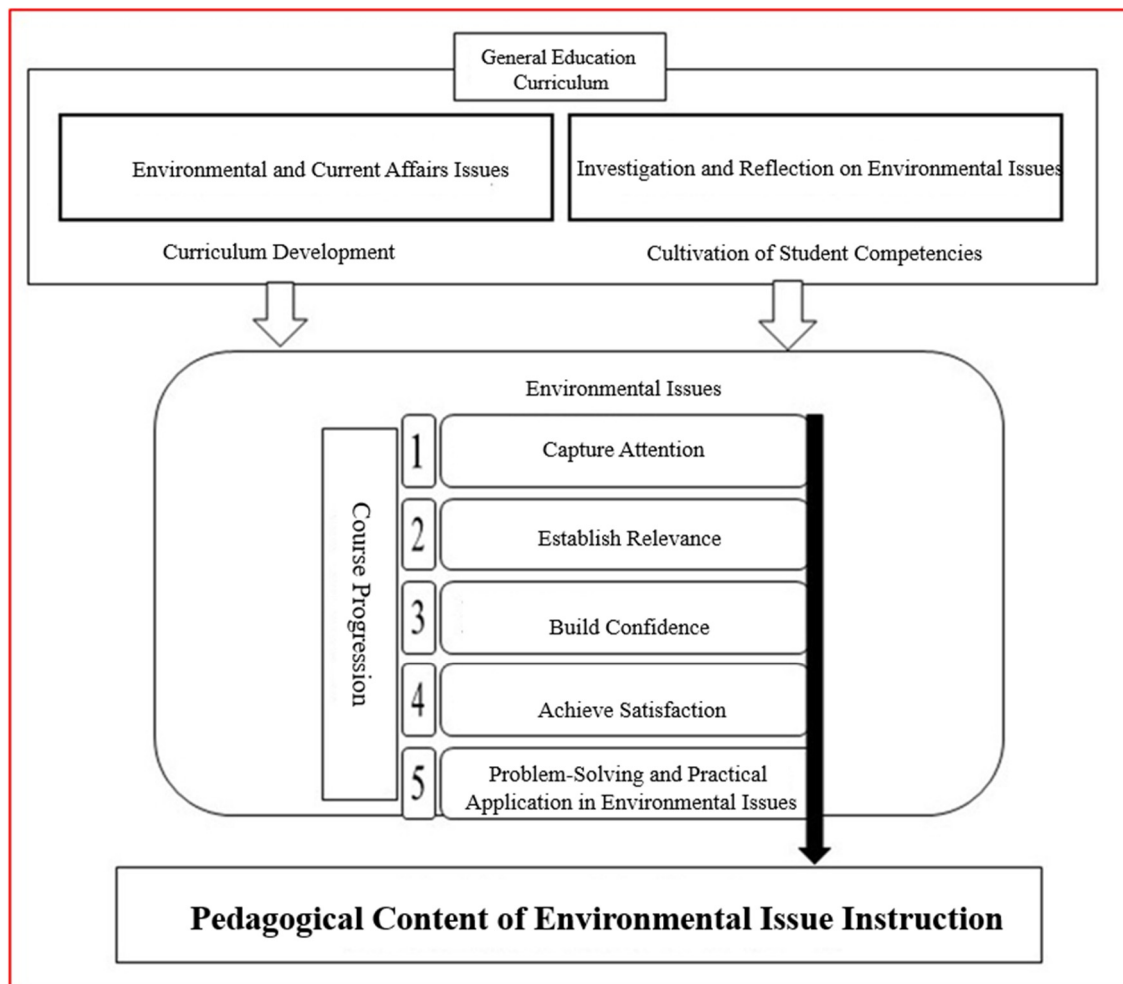 General Education
Curriculum
Environmental and Current Affairs Issues
Investigation and Reflection on Environmental Issues
Curriculum Development
Cultivation of Student Competencies
Environmental Issues
Course Progression
1
Capture Attention
2
Establish Relevance
3
Build Confidence
4
Achieve Satisfaction
5
Problem-Solving and Practical
Application in Environmental Issues
Pedagogical Content of Environmental Issue Instruction